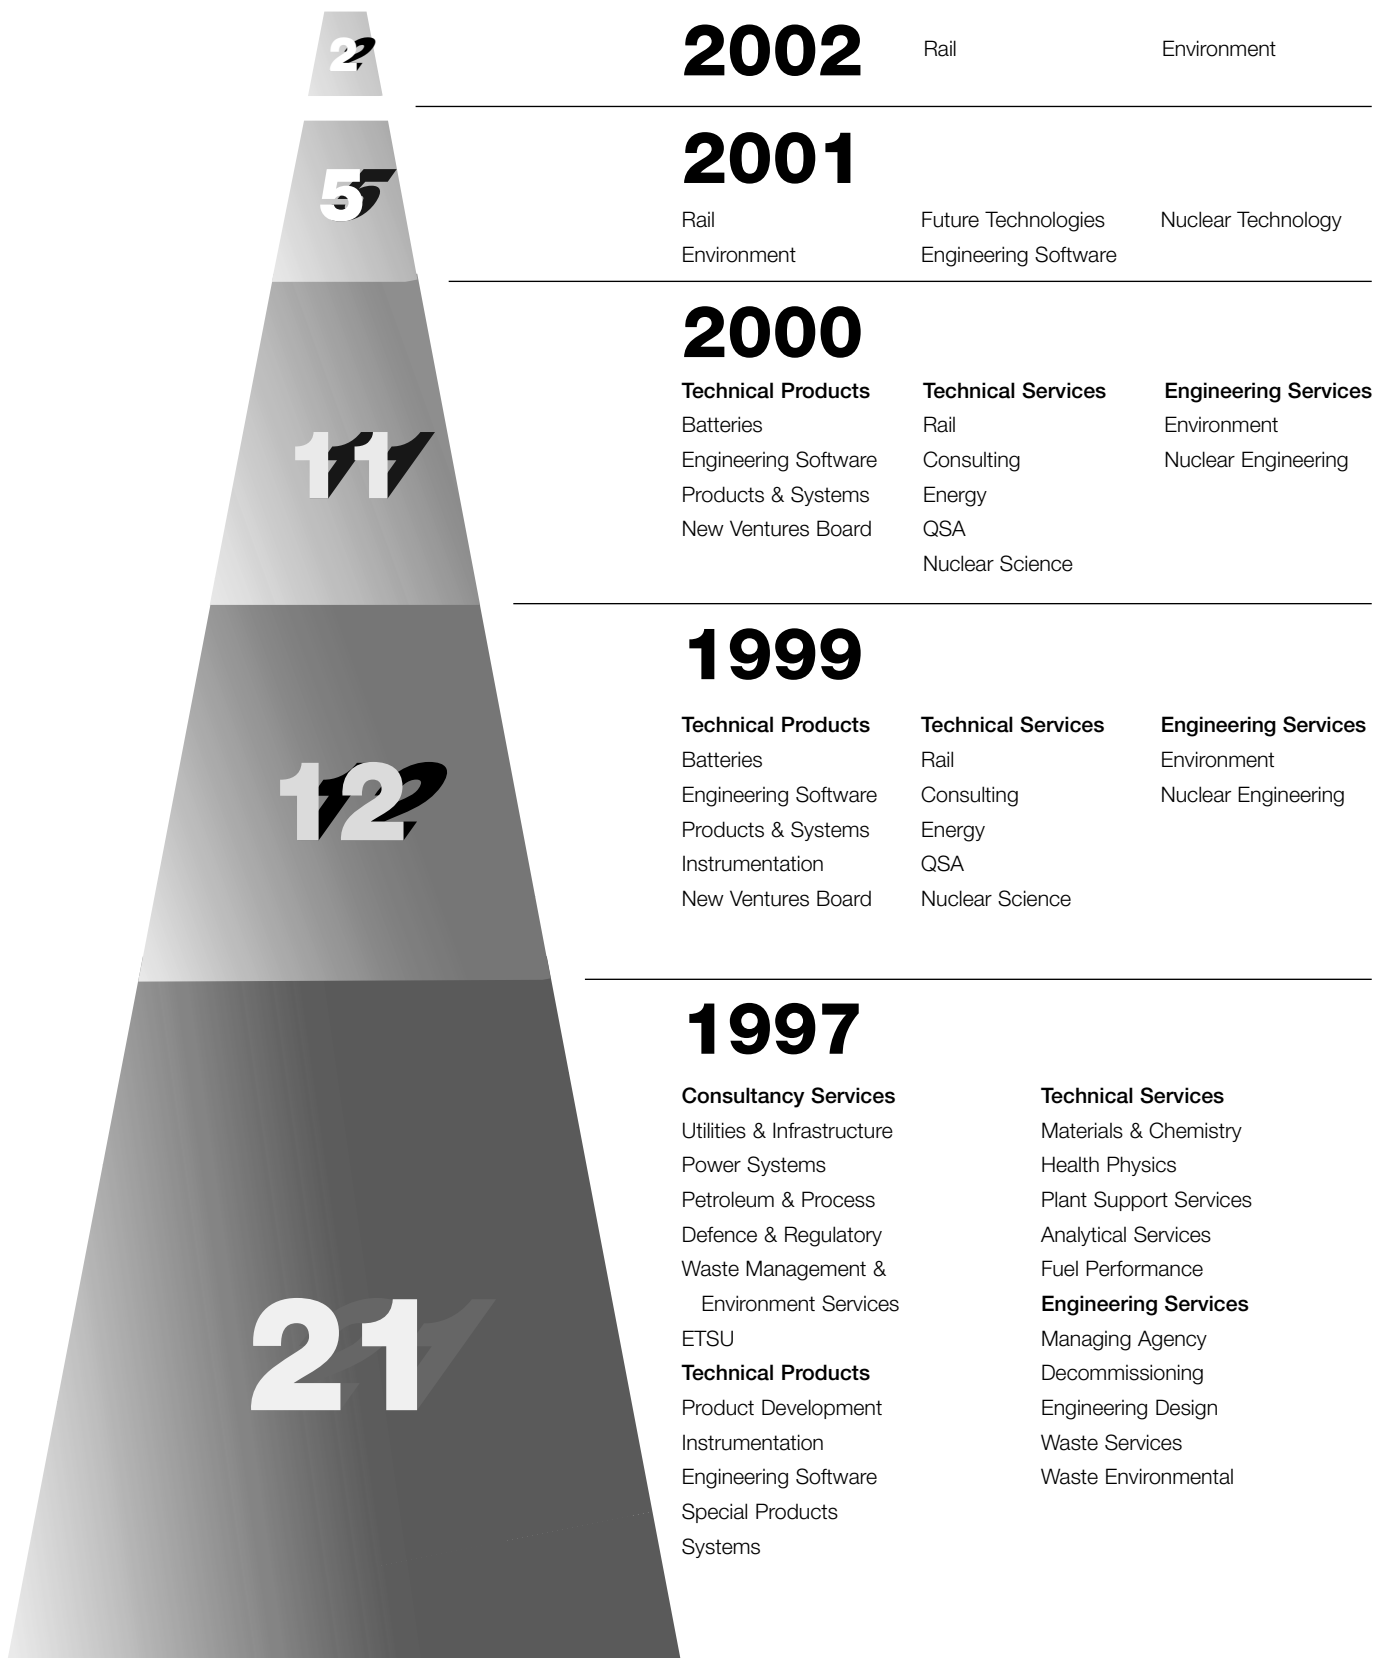 2
2002
Rail
Environment
5
2001
Rail
Environment
Future Technologies
Engineering Software
Nuclear Technology
11
2000
Technical Products
Batteries
Engineering Software
Products & Systems
New Ventures Board
Technical Services
Rail
Consulting
Energy
QSA
Nuclear Science
Engineering Services
Environment
Nuclear Engineering
12
1999
Technical Products
Batteries
Engineering Software
Products & Systems
Instrumentation
New Ventures Board
Technical Services
Rail
Consulting
Energy
QSA
Nuclear Science
Engineering Services
Environment
Nuclear Engineering
21
1997
Consultancy Services
Utilities & Infrastructure
Power Systems
Petroleum & Process
Defence & Regulatory
Waste Management &
Environment Services
ETSU
Technical Products
Product Development
Instrumentation
Engineering Software
Special Products
Systems
Technical Services
Materials & Chemistry
Health Physics
Plant Support Services
Analytical Services
Fuel Performance
Engineering Services
Managing Agency
Decommissioning
Engineering Design
Waste Services
Waste Environmental